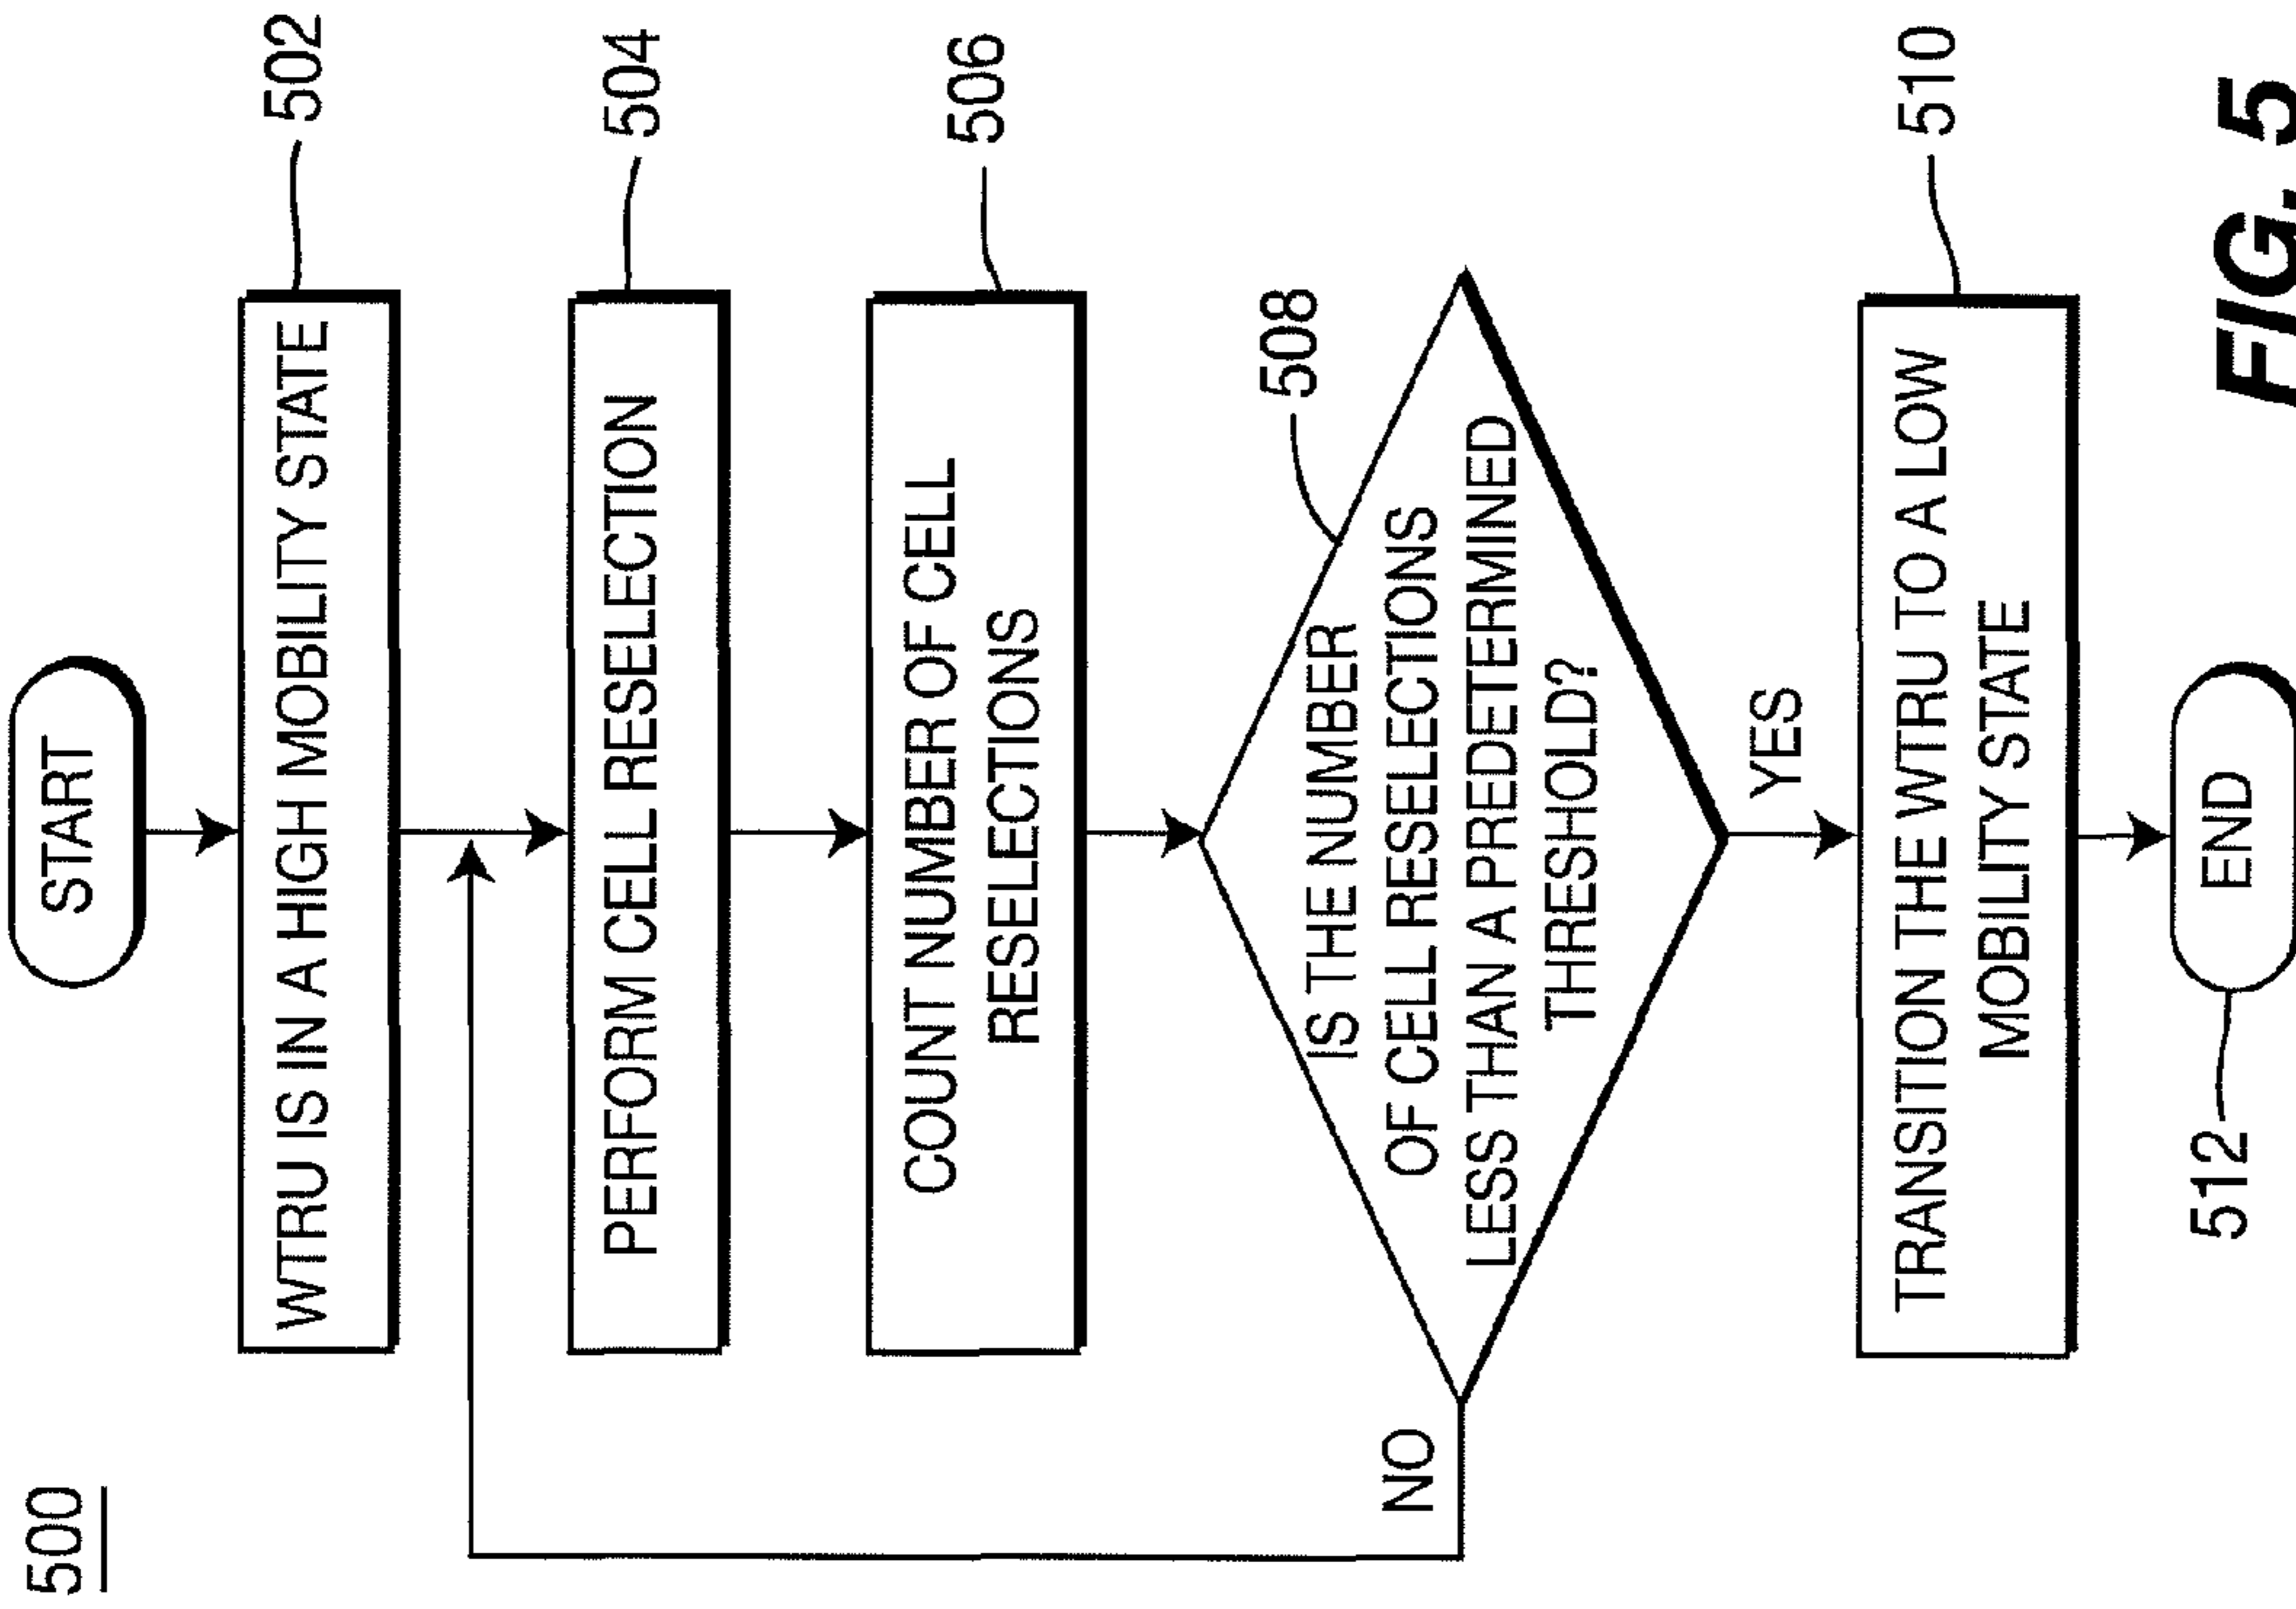 500
START
WTRU IS IN A HIGH MOBILITY STATE
502
PERFORM CELL RESELECTION
504
COUNT NUMBER OF CELL
RESELECTIONS
506
IS THE NUMBER
OF CELL RESELECTIONS
LESS THAN A PREDETERMINED
THRESHOLD?
508
NO
YES
TRANSITION THE WTRU TO A LOW
MOBILITY STATE
510
END
512
FIG. 5